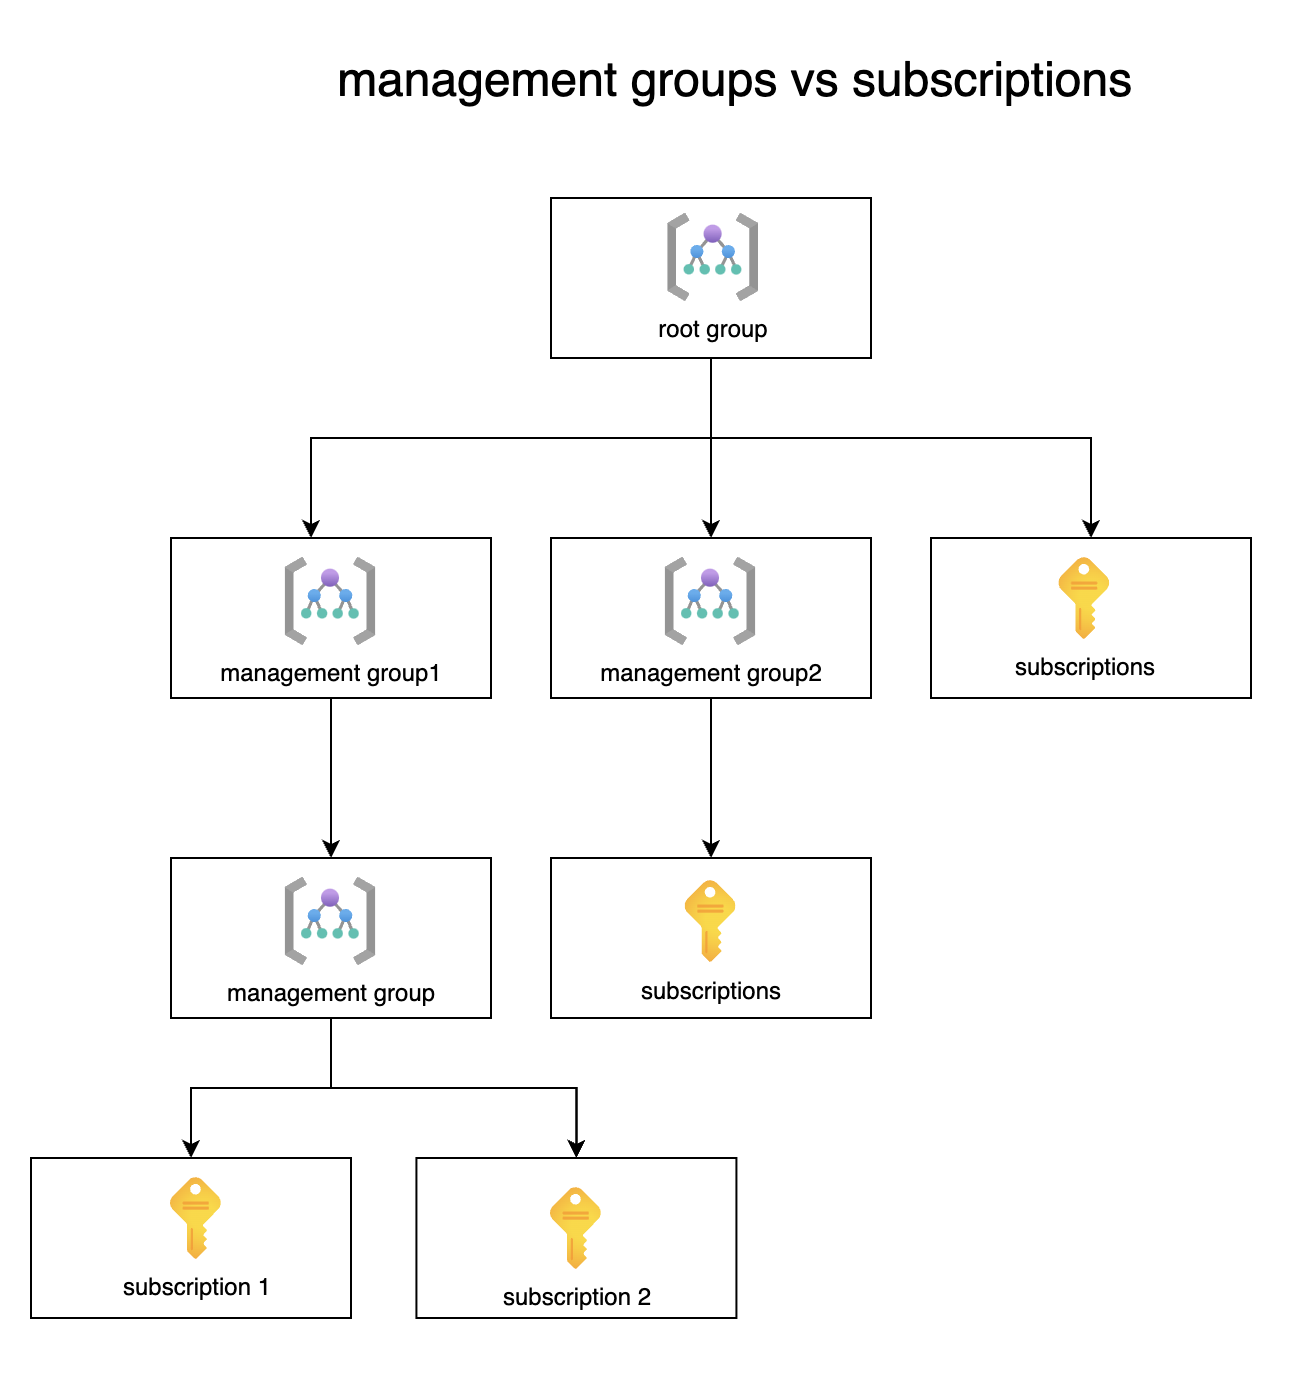 management groups vs subscriptions
root group
management group1
management group2
subscriptions
management group
subscriptions
subscription 1
subscription 2